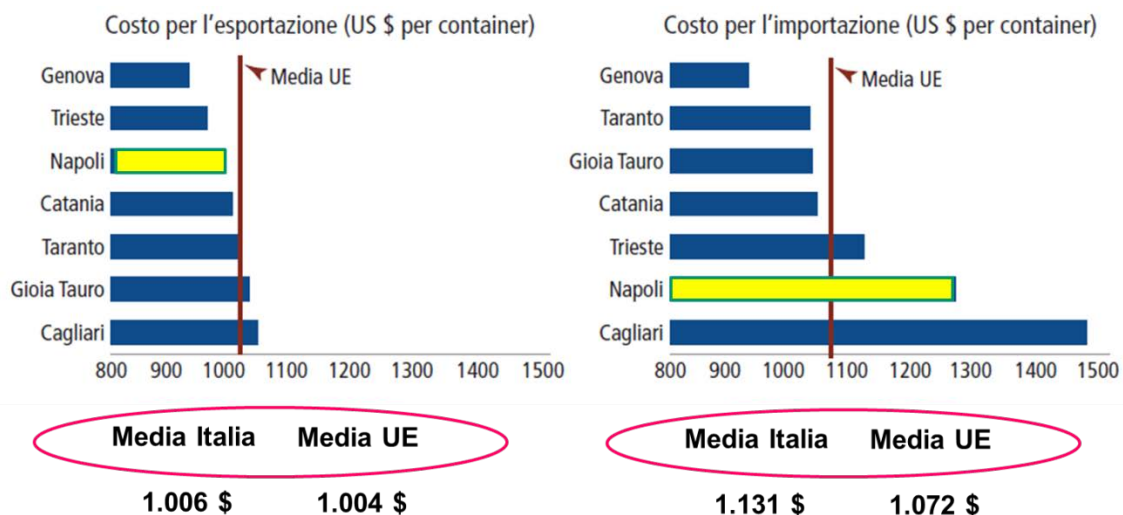 Costo per l'esportazione (US $ per container)
Media UE
Genova
Trieste
Napoli
Catania
Taranto
Gioia Tauro
Cagliari
800 900 1000 1100 1200 1300 1400 1500
Media Italia Media UE
1.006 $ 1.004 $
Costo per l'importazione (US $ per container)
Media UE
Genova
Taranto
Gioia Tauro
Catania
Trieste
Napoli
Cagliari
800 900 1000 1100 1200 1300 1400 1500
Media Italia Media UE
1.131 $ 1.072 $